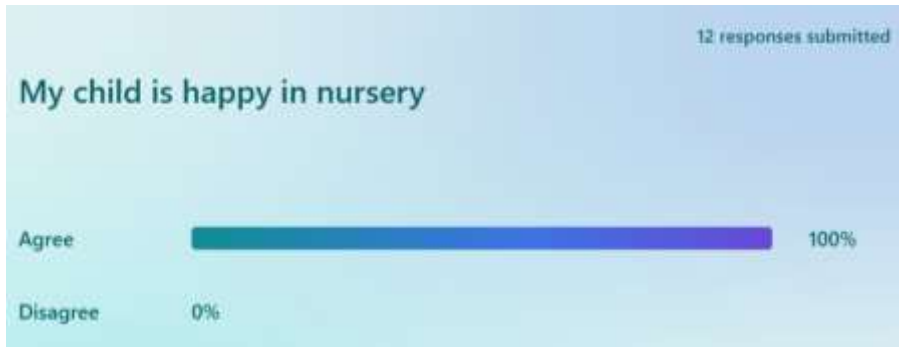 12 responses submitted
My child is happy in nursery
Agree 100%
Disagree 0%